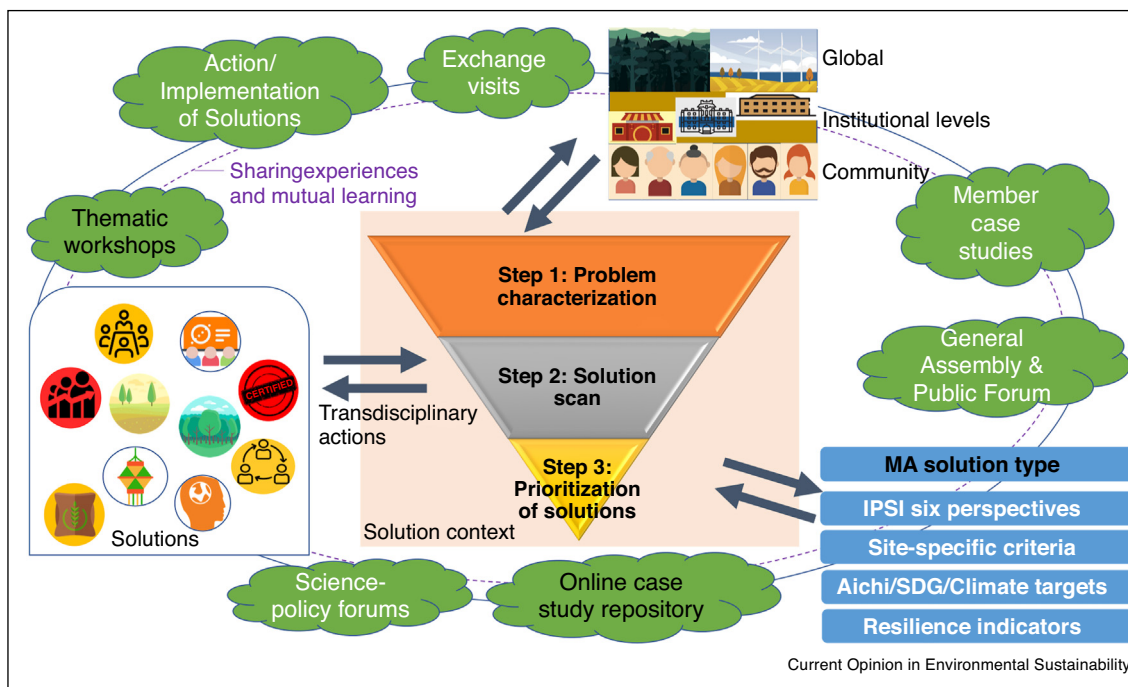 Action/
Implementation
of Solutions
Exchange
visits
Global
Institutional levels
Community
Sharingexperiences
and mutual learning
Thematic
workshops
Member
case
studies
Step 1: Problem
characterization
Step 2: Solution
scan
Step 3:
Prioritization
of solutions
CERTIFIED
Transdisciplinary
actions
Solutions
Solution context
General
Assembly &
Public Forum
MA solution type
IPSI six perspectives
Site-specific criteria
Aichi/SDG/Climate targets
Resilience indicators
Science-
policy forums
Online case
study repository
Current Opinion in Environmental Sustainability